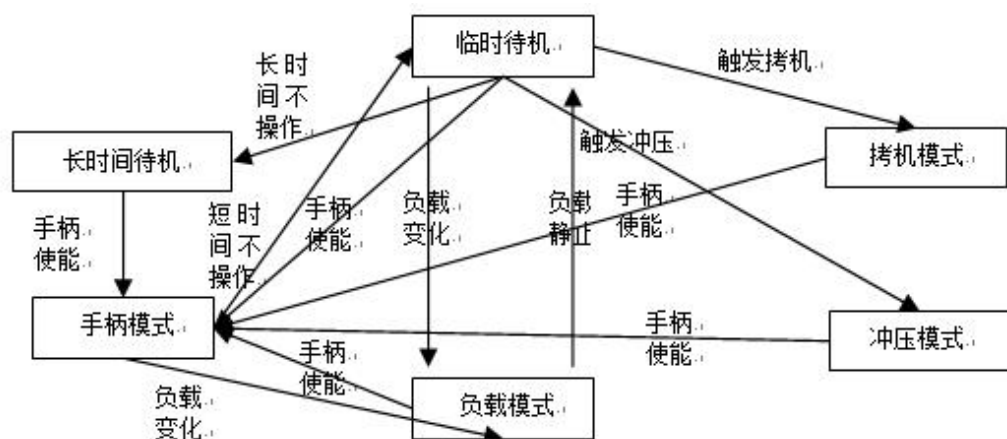 临时待机
长时
间不
操作
触发拷机
触发冲压
长时间待机
拷机模式
手柄
使能
短时
间不
操作
手柄
使能
负载
变化
负载
静止
手柄
使能
手柄模式
手柄
使能
冲压模式
手柄
使能
负载
变化
负载模式